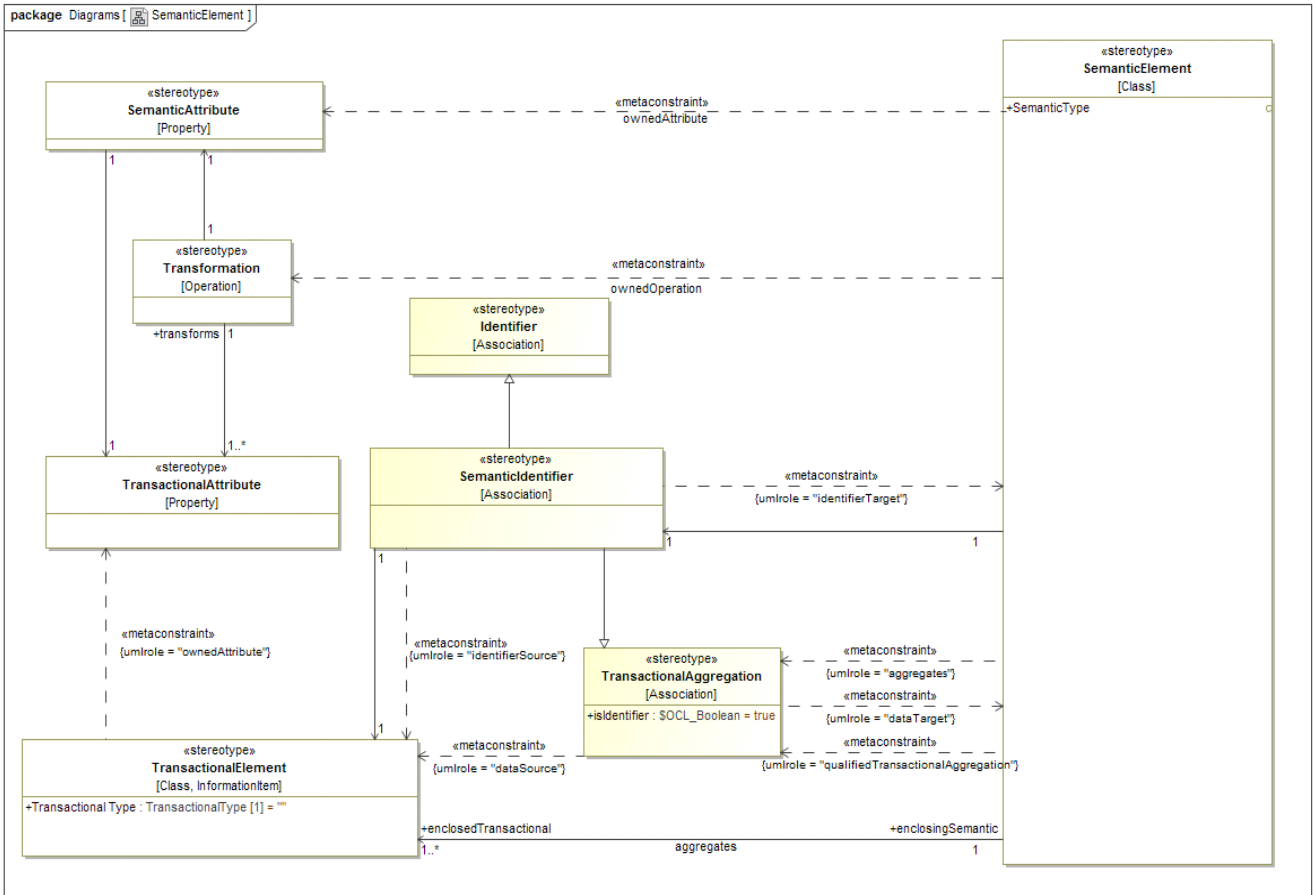 package Diagrams [ SemanticElement ]
«stereotype»
SemanticElement
[Class]
+SemanticType
«stereotype»
SemanticAttribute
[Property]
«metaconstraint»
ownedAttribute
1
1
1
«stereotype»
Transformation
[Operation]
«metaconstraint»
ownedOperation
+transforms
1
«stereotype»
Identifier
[Association]
1
1..*
«stereotype»
TransactionalAttribute
[Property]
«stereotype»
SemanticIdentifier
[Association]
«metaconstraint»
{umlrole = "identifierTarget"}
1
1
1
«metaconstraint»
{umlrole = "ownedAttribute"}
«metaconstraint»
{umlrole = "identifierSource"}
1
«stereotype»
TransactionalAggregation
[Association]
+isIdentifier : $OCL_Boolean = true
«metaconstraint»
{umlrole = "aggregates"}
«metaconstraint»
{umlrole = "dataTarget"}
«metaconstraint»
{umlrole = "qualifiedTransactionalAggregation"}
«metaconstraint»
{umlrole = "dataSource"}
«stereotype»
TransactionalElement
[Class, InformationItem]
+Transactional Type : TransactionalType [1] = ""
+enclosedTransactional
+enclosingSemantic
1..*
aggregates
1